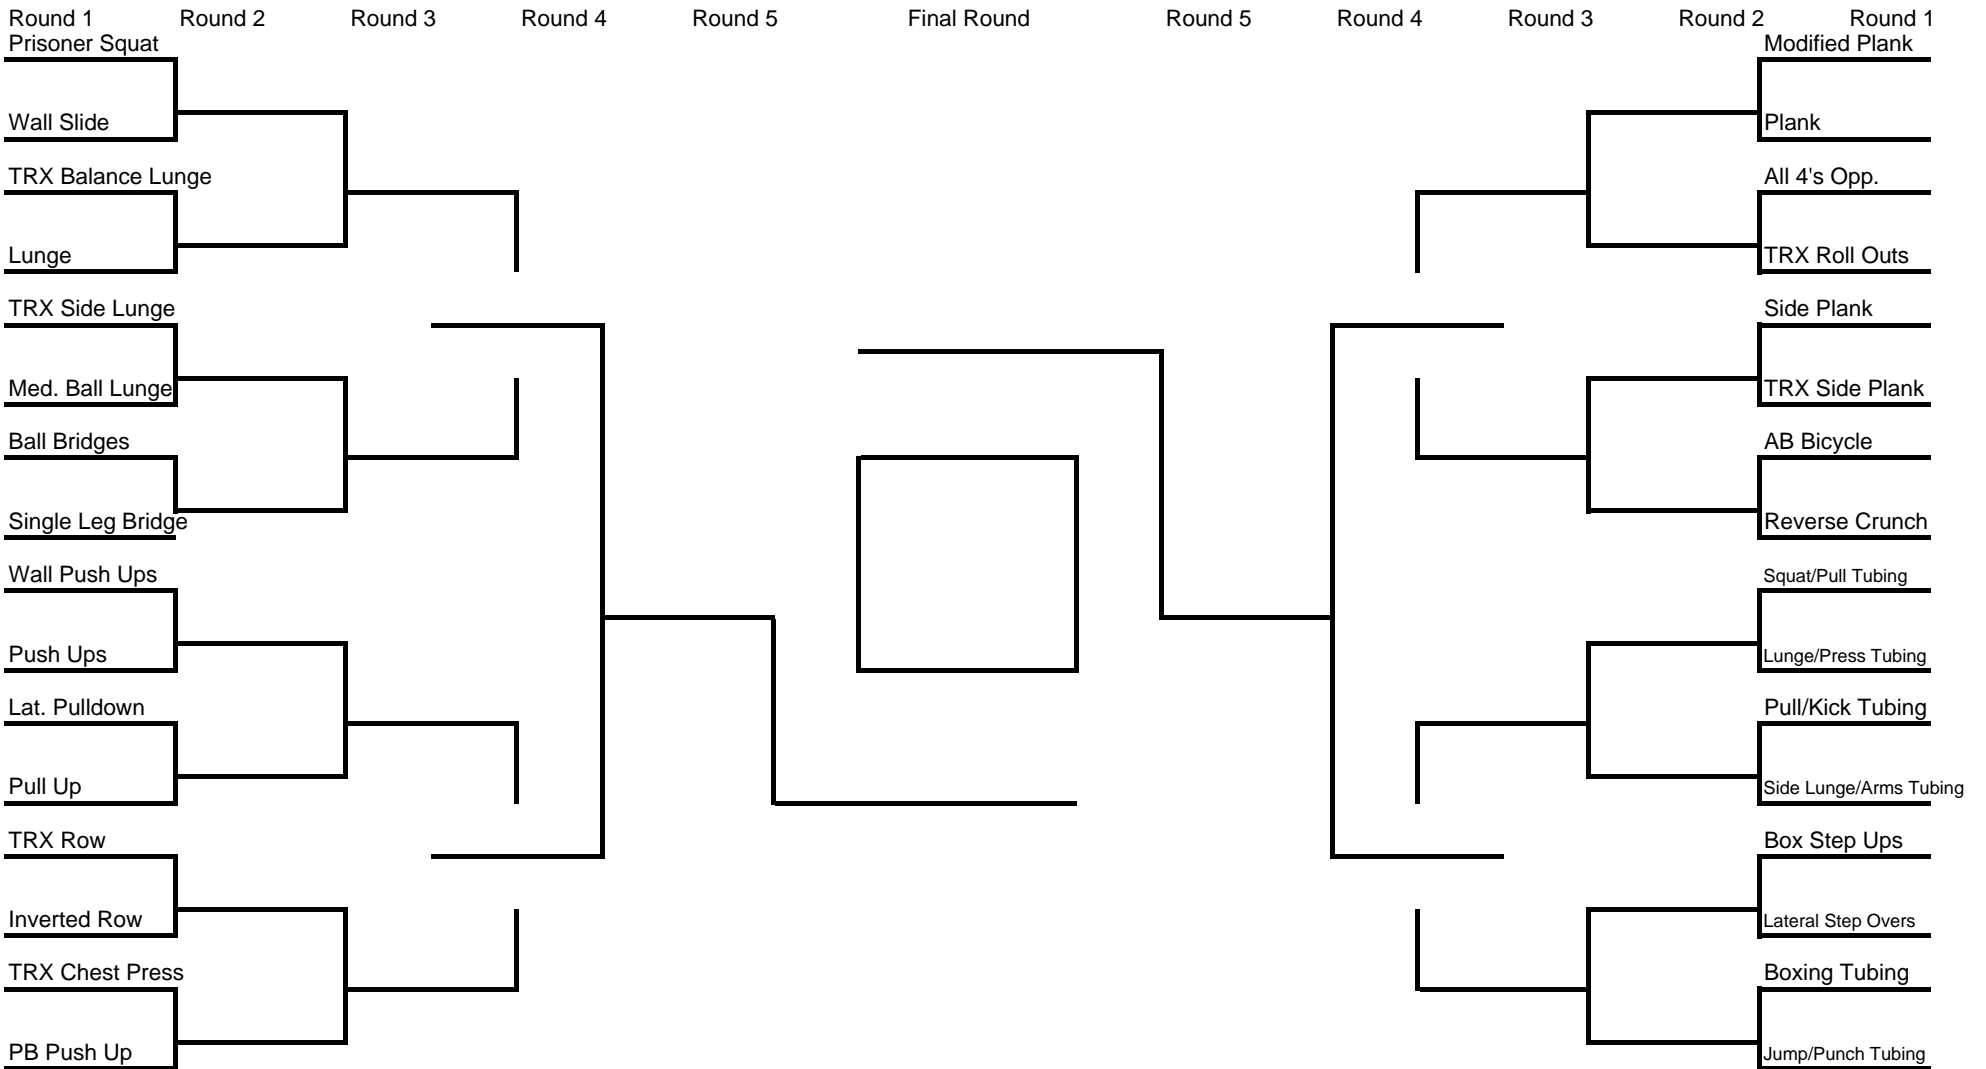 Round 1 Round 2 Round 3 Round 4 Round 5 Final Round Round 5 Round 4 Round 3 Round 2 Round 1
Prisoner Squat Modified Plank
Wall Slide Plank
TRX Balance Lunge All 4's Opp.
Lunge TRX Roll Outs
TRX Side Lunge Side Plank
Med. Ball Lunge TRX Side Plank
Ball Bridges AB Bicycle
Single Leg Bridge Reverse Crunch
Wall Push Ups Squat/Pull Tubing
Push Ups Lunge/Press Tubing
Lat. Pulldown Pull/Kick Tubing
Pull Up Side Lunge/Arms Tubing
TRX Row Box Step Ups
Inverted Row Lateral Step Overs
TRX Chest Press Boxing Tubing
PB Push Up Jump/Punch Tubing